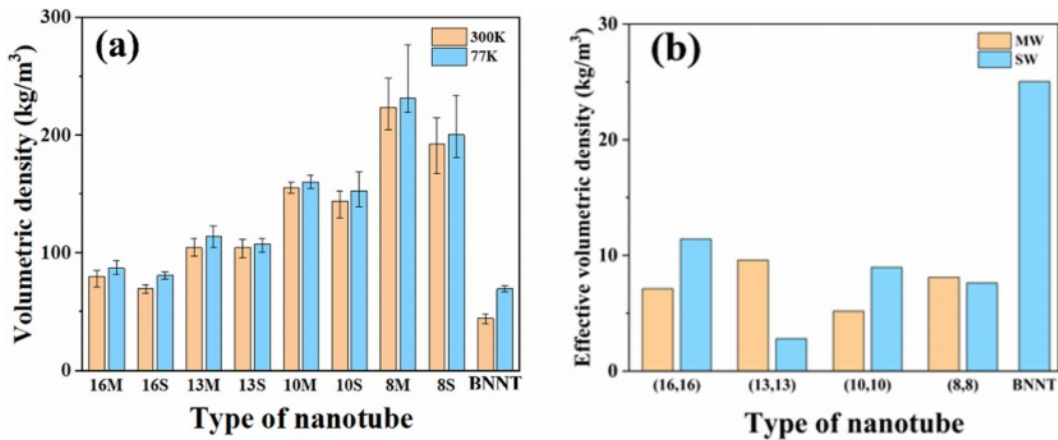 (a)
300K
77K
Volumetric density (kg/m³)
300
200
100
0
16M 16S 13M 13S 10M 10S 8M 8S BNNT
Type of nanotube
(b)
MW
SW
Effective volumetric density (kg/m³)
30
20
10
0
(16,16) (13,13) (10,10) (8,8) BNNT
Type of nanotube